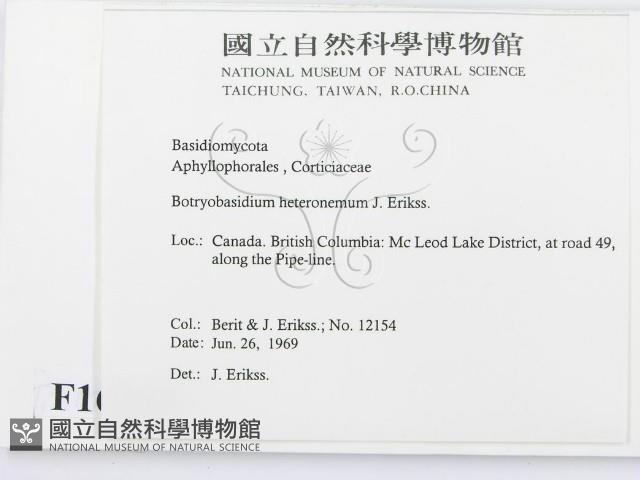 國立自然科學博物館
NATIONAL MUSEUM OF NATURAL SCIENCE
TAICHUNG, TAIWAN, R.O.CHINA
Basidiomycota
Aphyllophorales , Corticiaceae
Botryobasidium heteronemum J. Erikss.
Loc.: Canada. British Columbia: Mc Leod Lake District, at road 49,
along the Pipe-line.
Col.: Berit & J. Erikss.; No. 12154
Date: Jun. 26, 1969
Det.: J. Erikss.
國立自然科學博物館
NATIONAL MUSEUM OF NATURAL SCIENCE